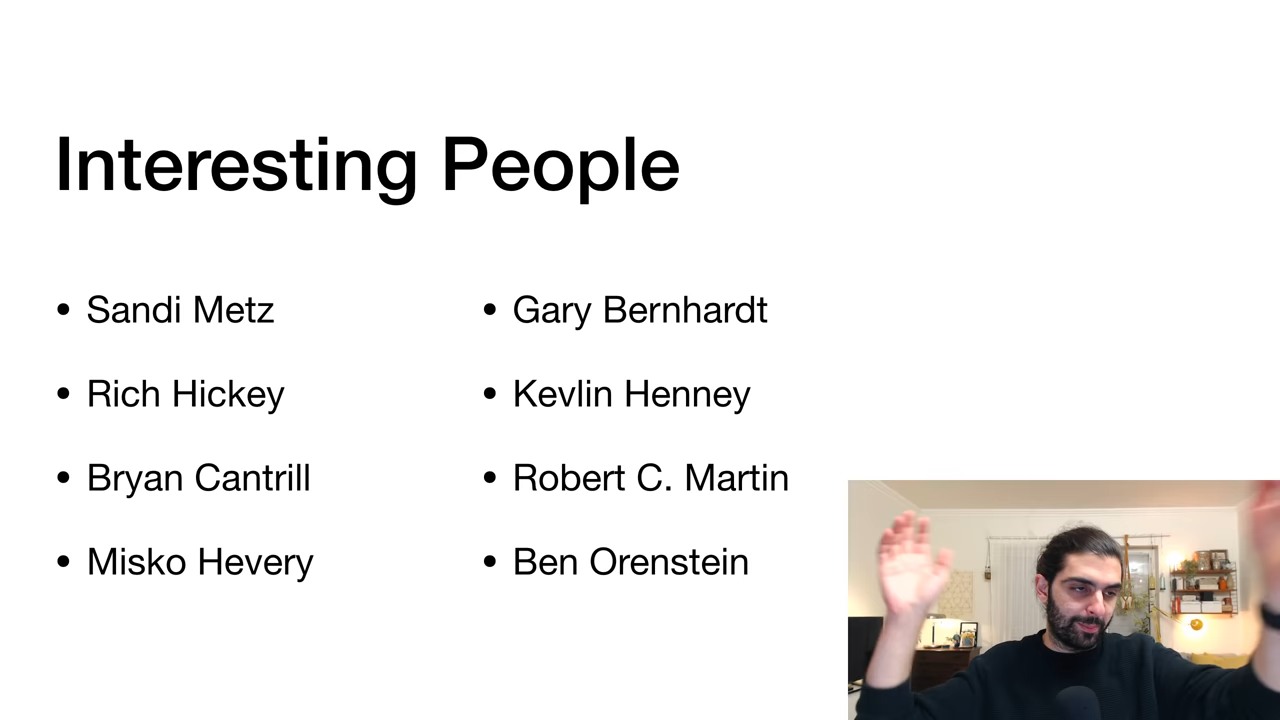 Interesting People
• Sandi Metz
• Rich Hickey
• Bryan Cantrill
• Misko Hevery
• Gary Bernhardt
• Kevlin Henney
• Robert C. Martin
• Ben Orenstein